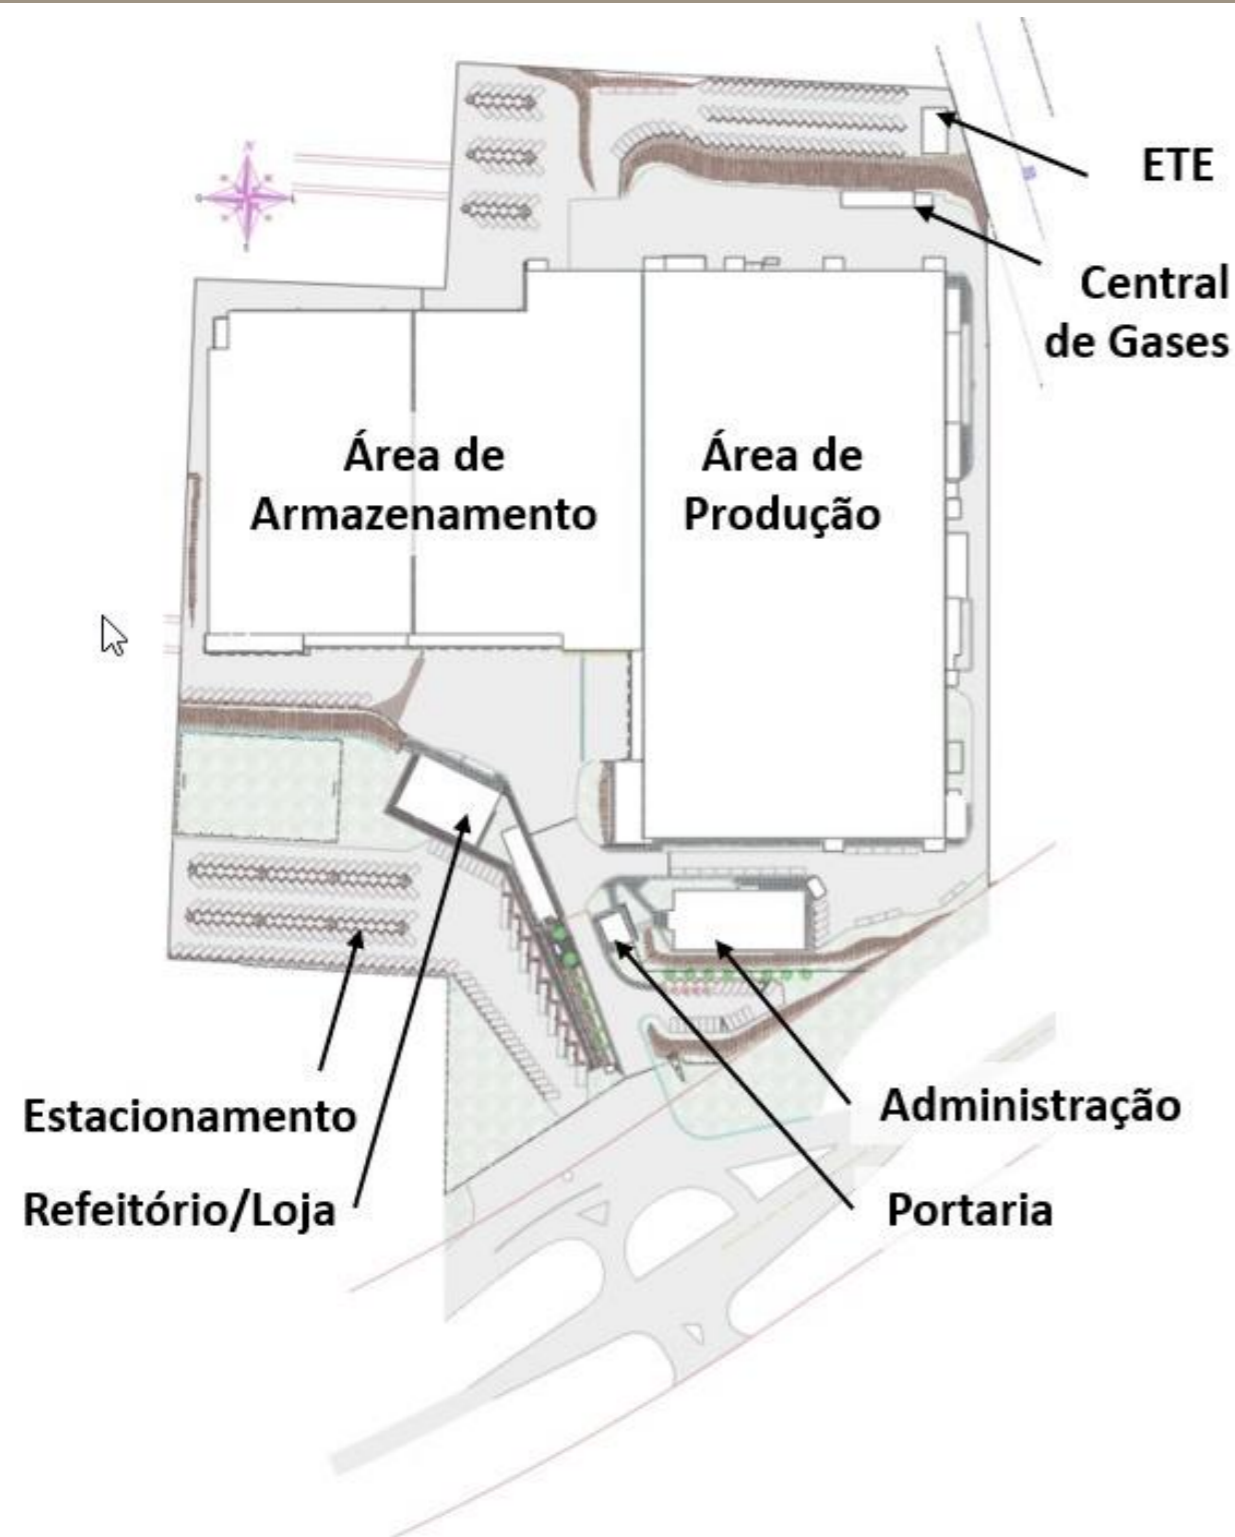 N
ETE
Central
de Gases
Área de
Armazenamento
Área de
Produção
Estacionamento
Refeitório/Loja
Administração
Portaria